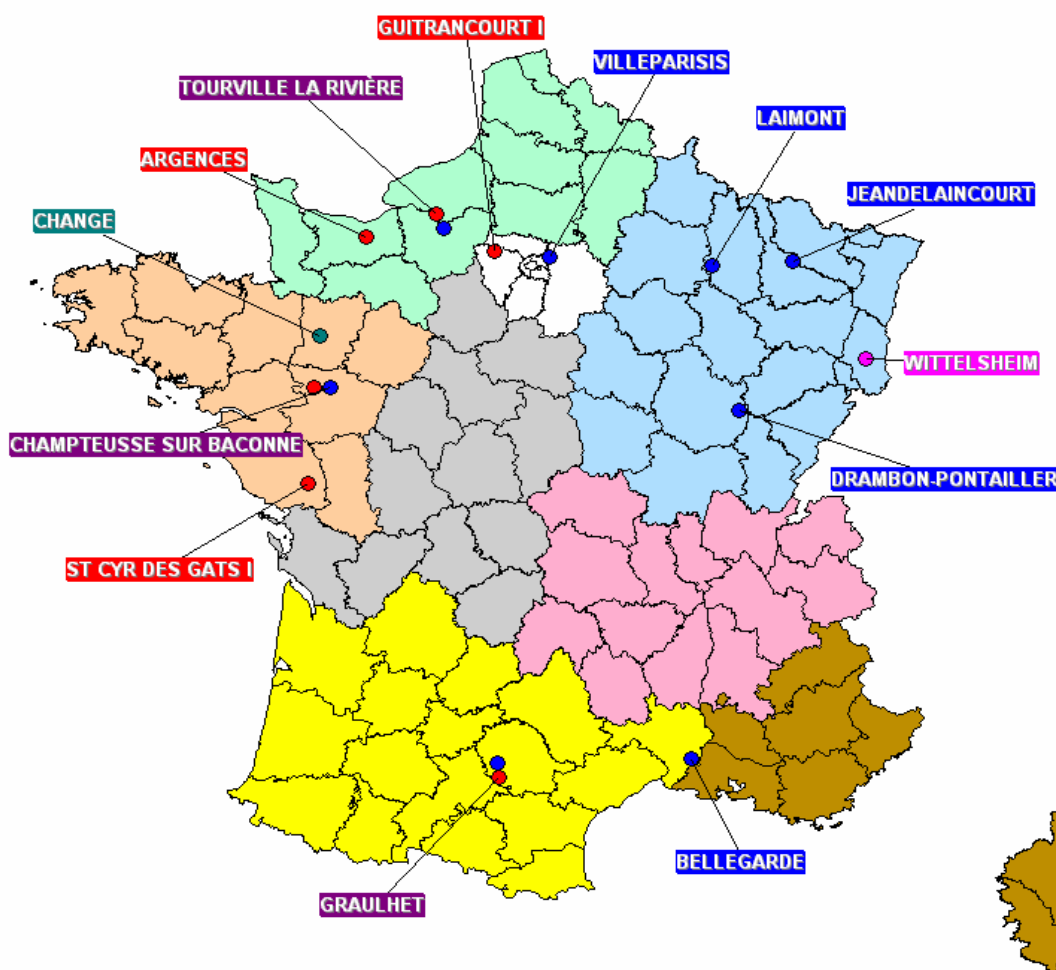 GUITRANCOURT I
VILLEPARISIS
TOURVILLE LA RIVIÈRE
LAIMONT
ARGENCES
JEANDELAINCOURT
CHANGE
WITTELSHEIM
CHAMPTEUSSE SUR BACONNE
DRAMBON-PONTAILLER
ST CYR DES GATS I
BELLEGARDE
GRAULHET